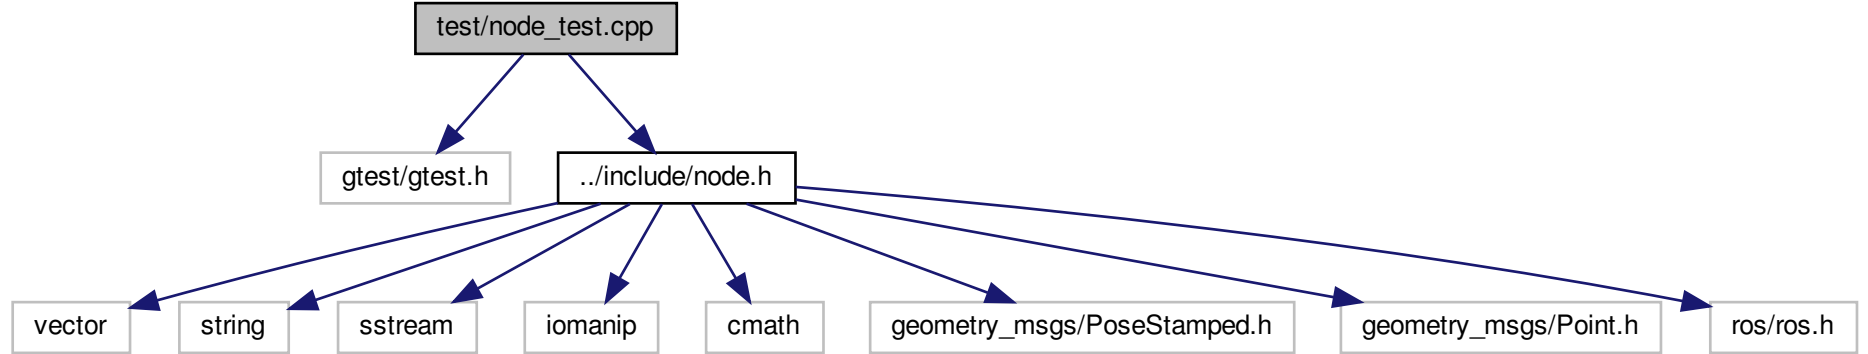 test/node_test.cpp
gtest/gtest.h
../include/node.h
vector
string
sstream
iomanip
cmath
geometry_msgs/PoseStamped.h
geometry_msgs/Point.h
ros/ros.h